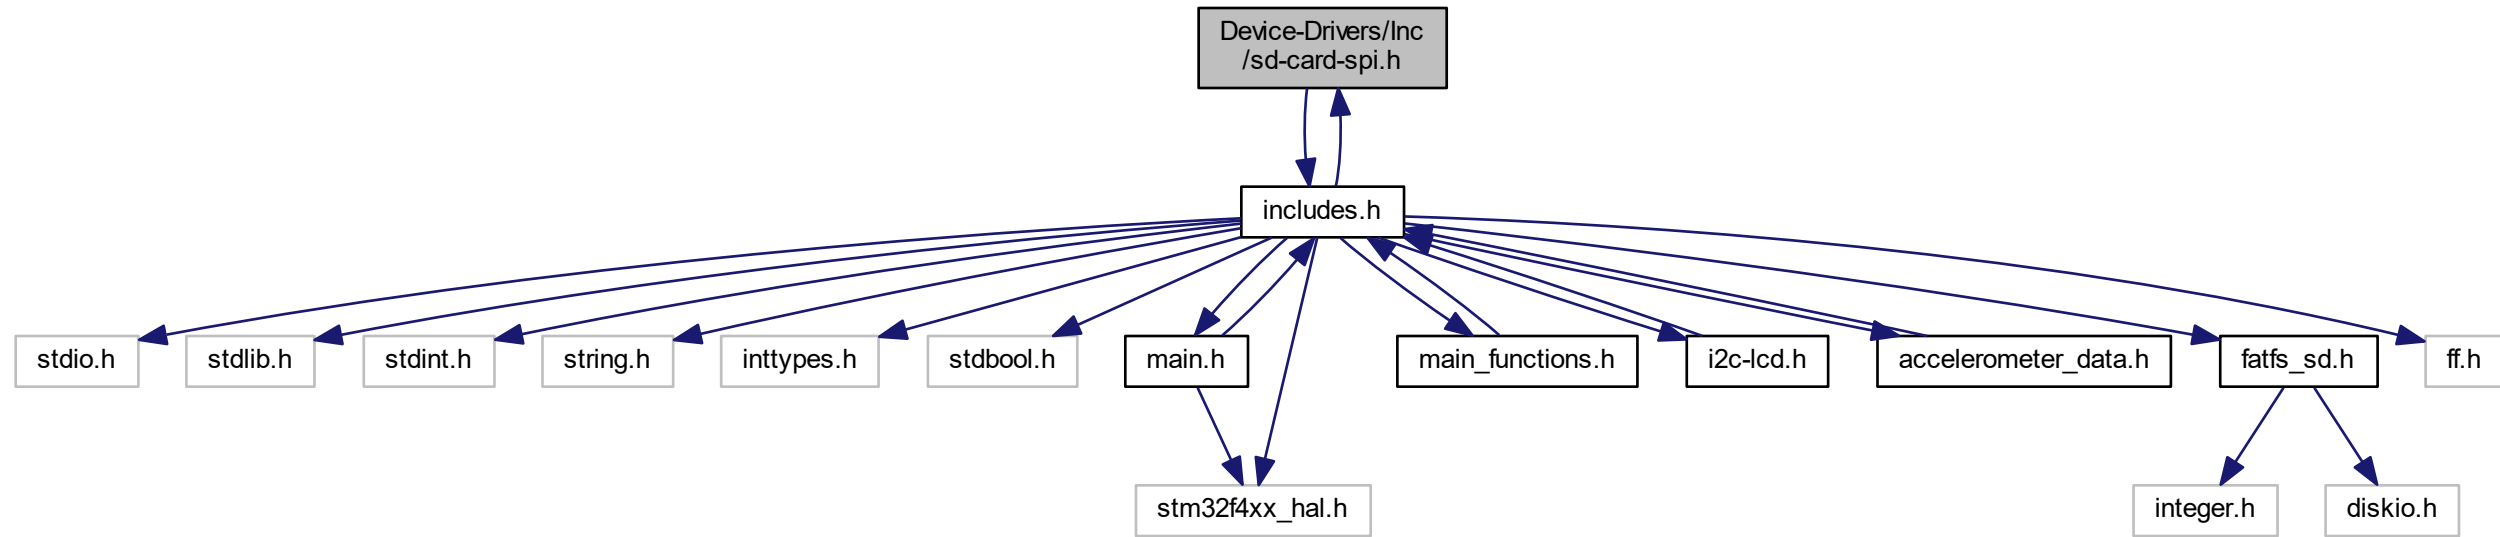 Device-Drivers/Inc
/sd-card-spi.h
includes.h
stdio.h
stdlib.h
stdint.h
string.h
inttypes.h
stdbool.h
main.h
main_functions.h
i2c-lcd.h
accelerometer_data.h
fatfs_sd.h
ff.h
stm32f4xx_hal.h
integer.h
diskio.h